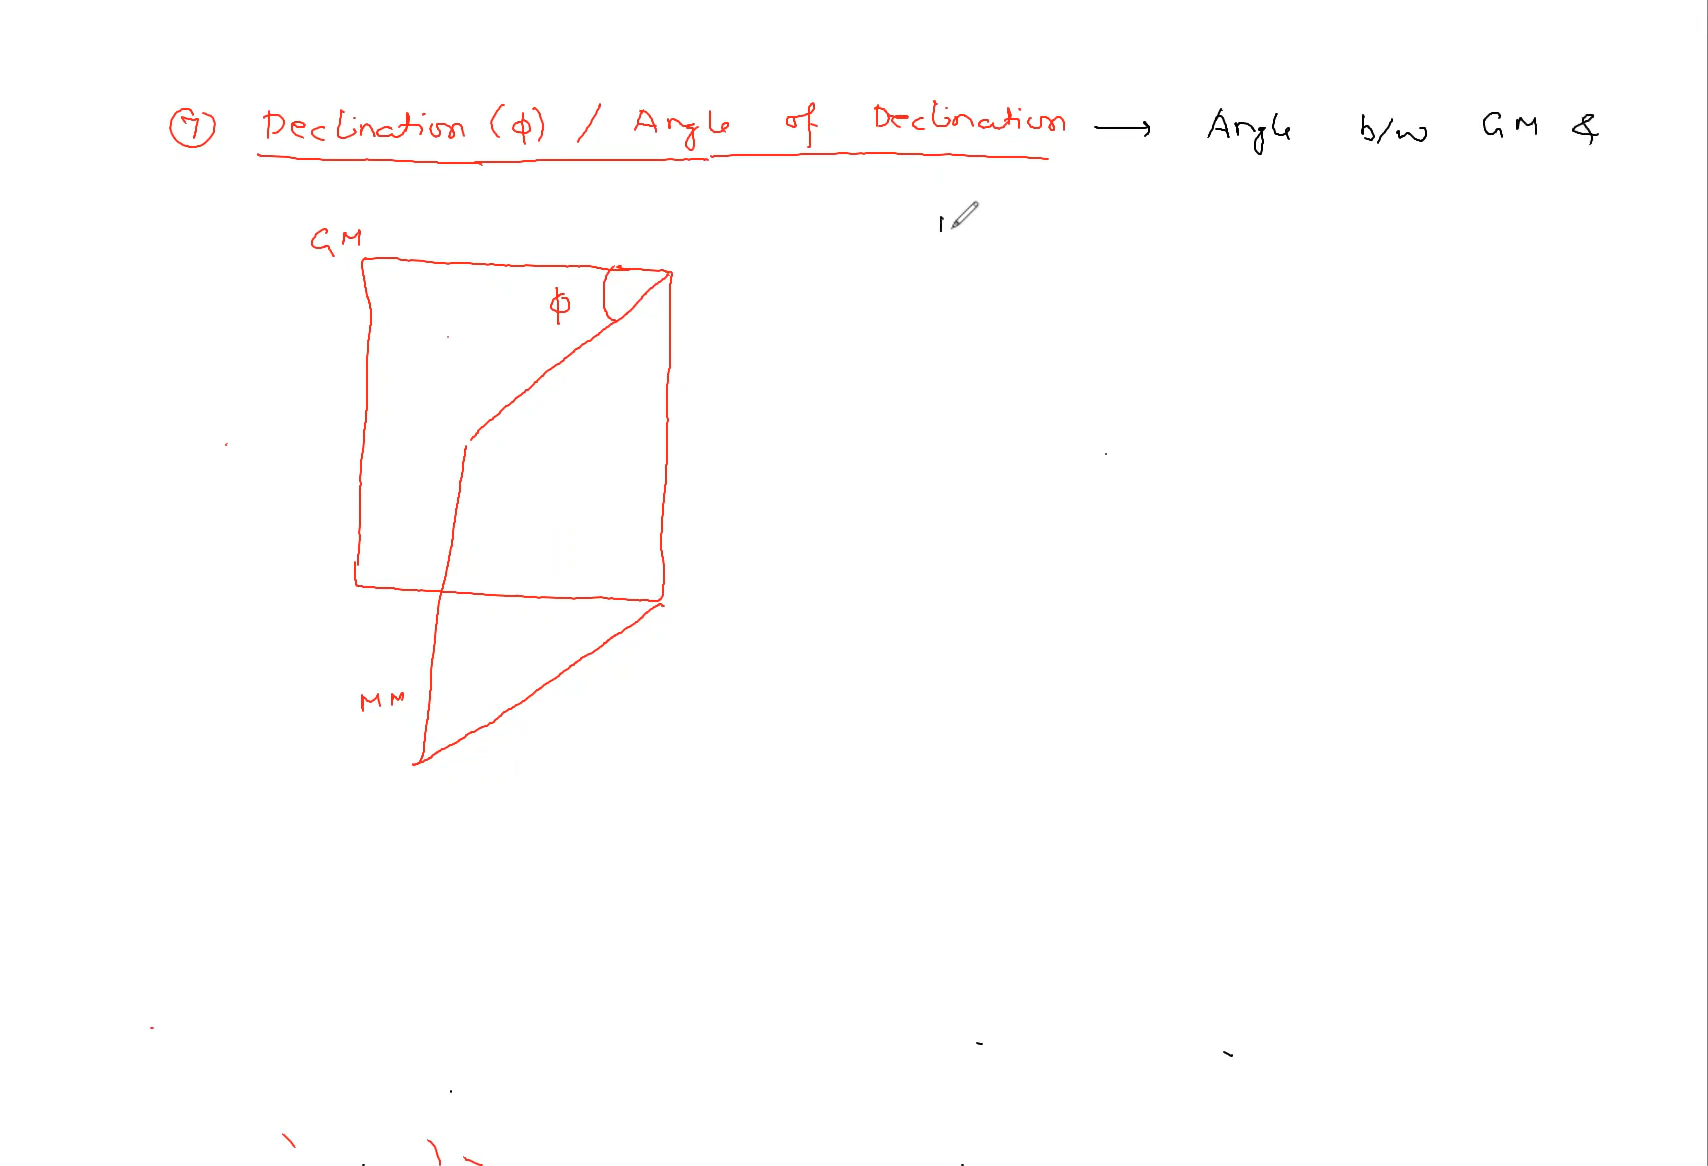 7 Declination (ϕ) / Angle of Declination → Angle b/w GM &
GM
ϕ
MM